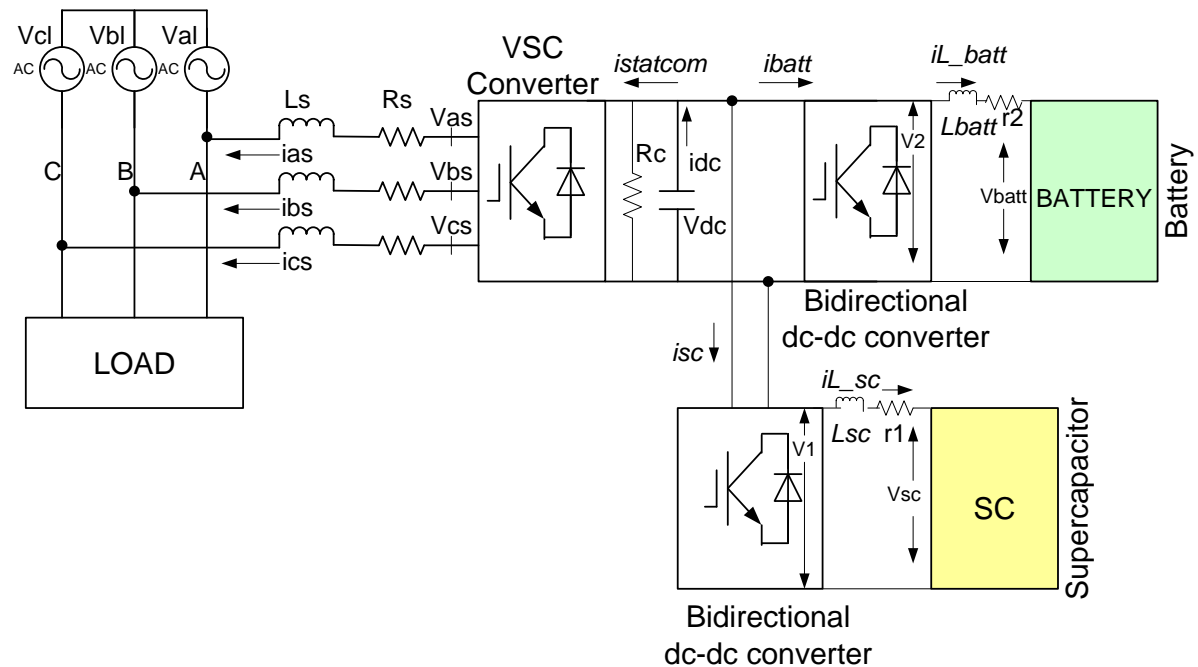 Vcl
Vbl
Val
AC
AC
AC
Ls
Rs
VSC
Converter
istatcom
ibatt
iL_batt
Vas
Vbs
Vcs
ias
ibs
ics
C
B
A
Rc
idc
Vdc
V2
Lbatt
r2
Vbatt
BATTERY
Battery
LOAD
Bidirectional
dc-dc converter
isc
iL_sc
V1
Lsc
r1
Vsc
SC
Supercapacitor
Bidirectional
dc-dc converter